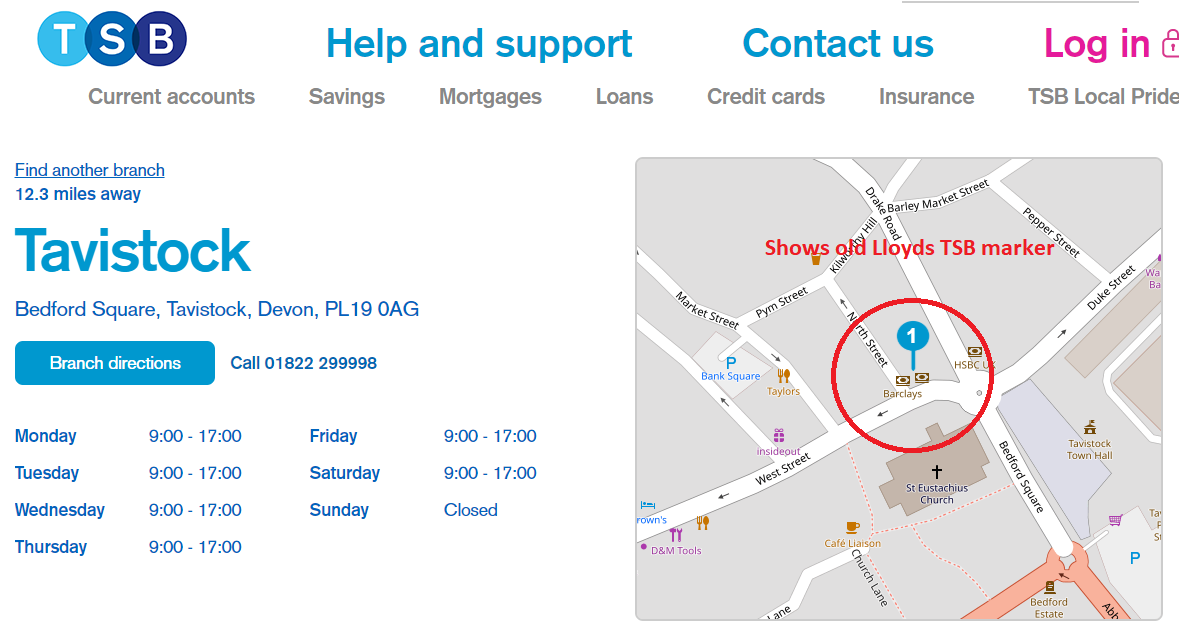 TSB
Help and support
Contact us
Log in
Current accounts
Savings
Mortgages
Loans
Credit cards
Insurance
TSB Local Pride
Find another branch
12.3 miles away
Tavistock
Bedford Square, Tavistock, Devon, PL19 0AG
Branch directions
Call 01822 299998
Monday 9:00 - 17:00
Friday 9:00 - 17:00
Tuesday 9:00 - 17:00
Saturday 9:00 - 17:00
Wednesday 9:00 - 17:00
Sunday Closed
Thursday 9:00 - 17:00
Drake Road
Barley Market Street
Pepper Street
Kilworthy Hill
Shows old Lloyds TSB marker
Wa
Ba
Duke Street
Market Street
Pym Street
North Street
1
P
Bank Square
Taylors
HSBC UK
Barclays
insideout
West Street
Tavistock
Town Hall
Bedford Square
St Eustachius
Church
rown's
D&M Tools
Café Liaison
Church Lane
Lane
Tav
P
St
P
Bedford
Estate
Abb